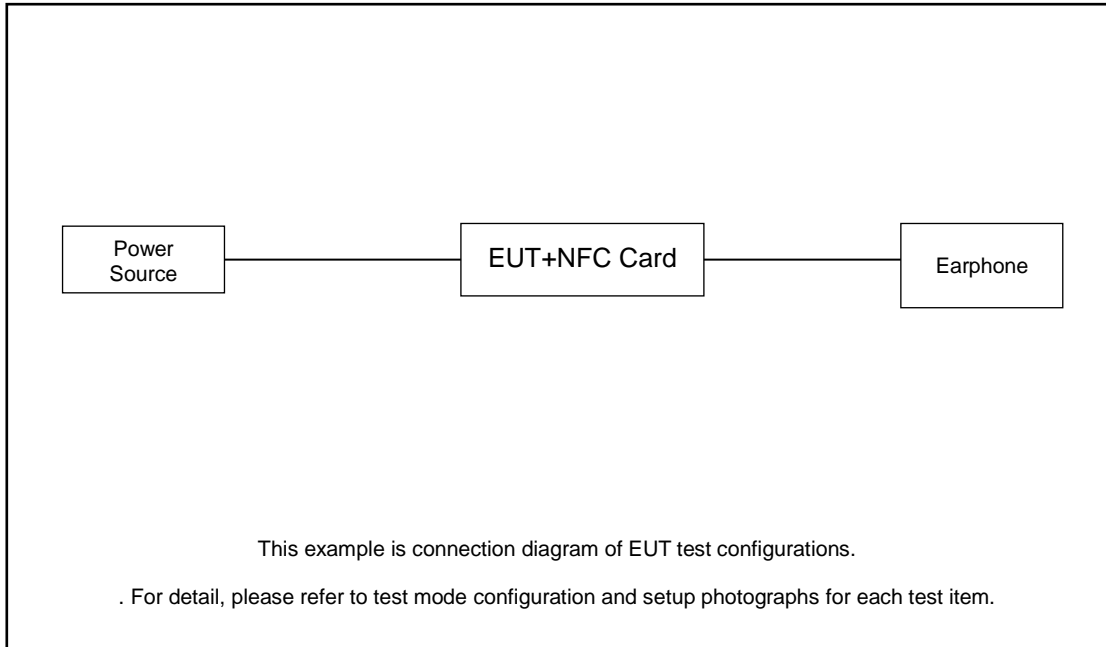 Power
Source
EUT+NFC Card
Earphone
This example is connection diagram of EUT test configurations.
. For detail, please refer to test mode configuration and setup photographs for each test item.